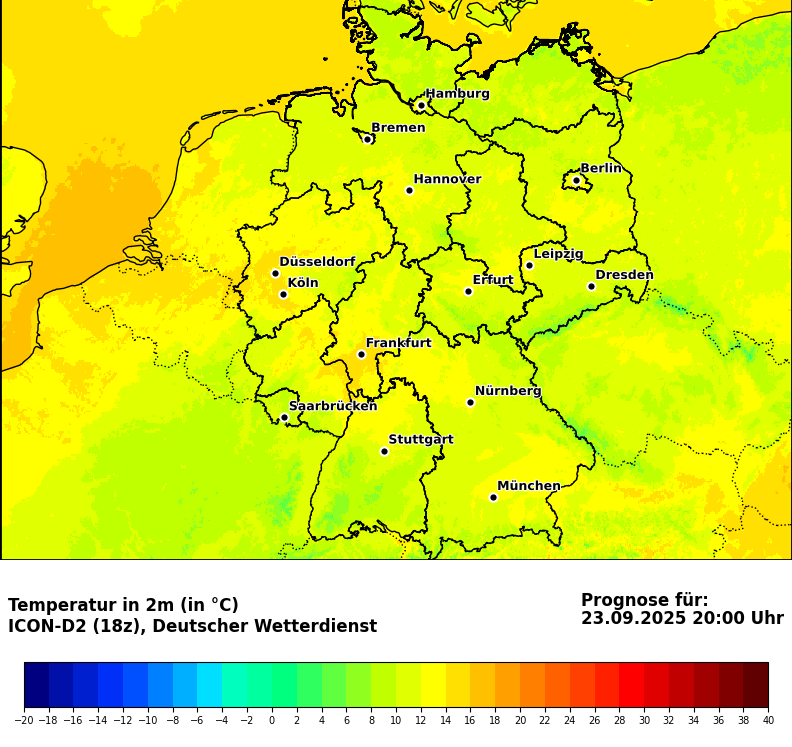 Hamburg
Bremen
Berlin
Hannover
Leipzig
Düsseldorf
Dresden
Erfurt
Köln
Frankfurt
Nürnberg
Saarbrücken
Stuttgart
München
Temperatur in 2m (in °C)
ICON-D2 (18z), Deutscher Wetterdienst
Prognose für:
23.09.2025 20:00 Uhr
−20 −18 −16 −14 −12 −10 −8 −6 −4 −2 0 2 4 6 8 10 12 14 16 18 20 22 24 26 28 30 32 34 36 38 40